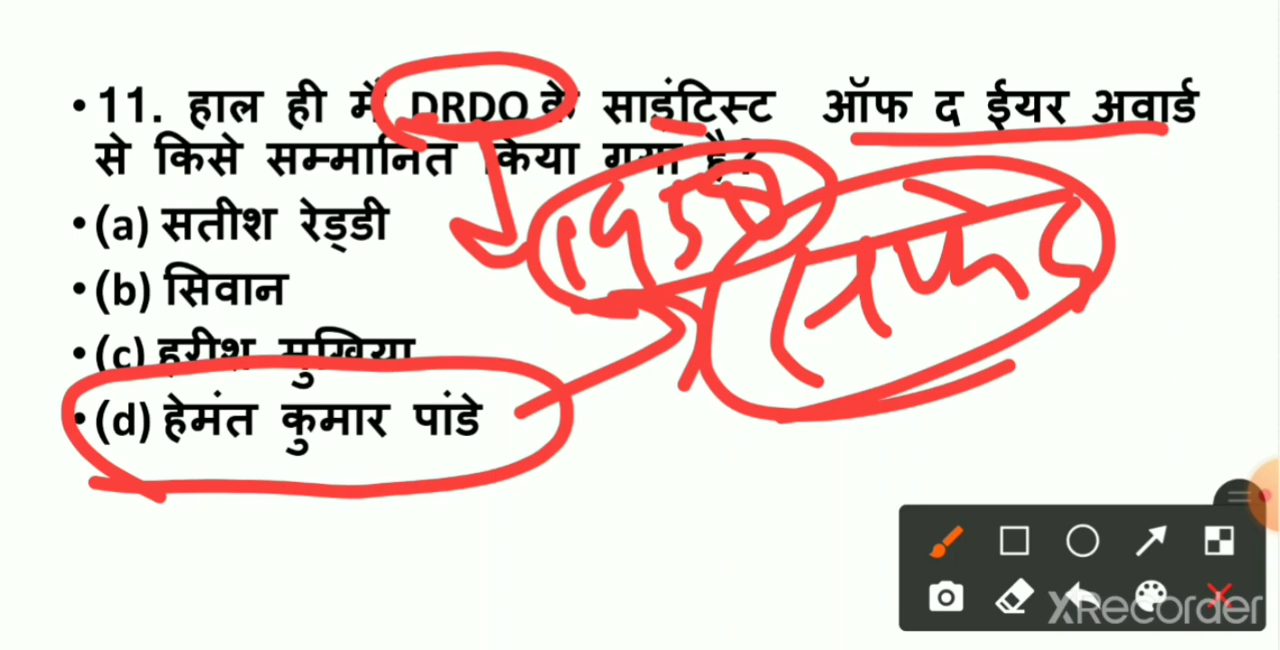 • 11. हाल ही में DRDO के साइंटिस्ट ऑफ द ईयर अवार्ड
से किसे सम्मानित किया गया है?
• (a) सतीश रेड्डी
• (b) सिवान
• (c) हरीश मुखिया
• (d) हेमंत कुमार पांडे
XRecorder